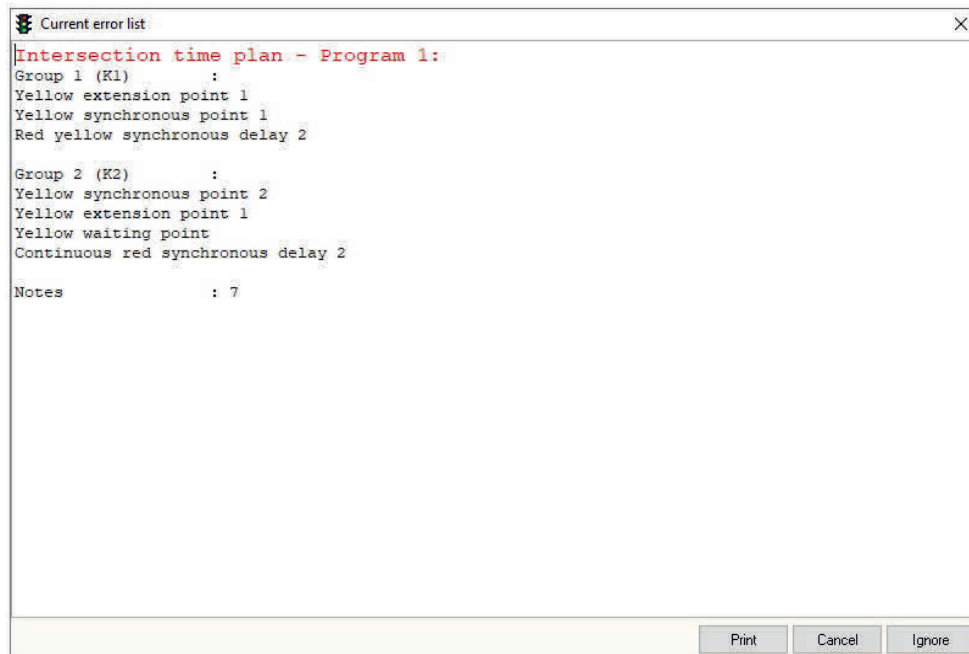 Current error list
Intersection time plan - Program 1:
Group 1 (K1) :
Yellow extension point 1
Yellow synchronous point 1
Red yellow synchronous delay 2
Group 2 (K2) :
Yellow synchronous point 2
Yellow extension point 1
Yellow waiting point
Continuous red synchronous delay 2
Notes : 7
Print Cancel Ignore